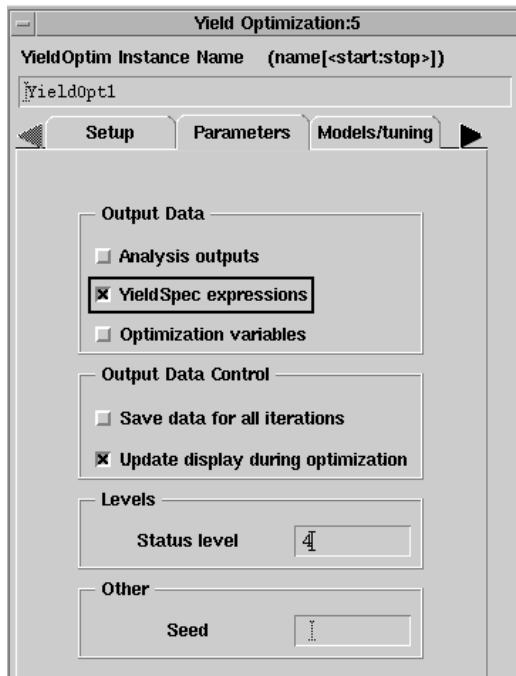 Yield Optimization:5
YieldOptim Instance Name (name[<start:stop>])
YieldOpt1
Setup Parameters Models/tuning
Output Data
Analysis outputs
YieldSpec expressions
Optimization variables
Output Data Control
Save data for all iterations
Update display during optimization
Levels
Status level 4
Other
Seed